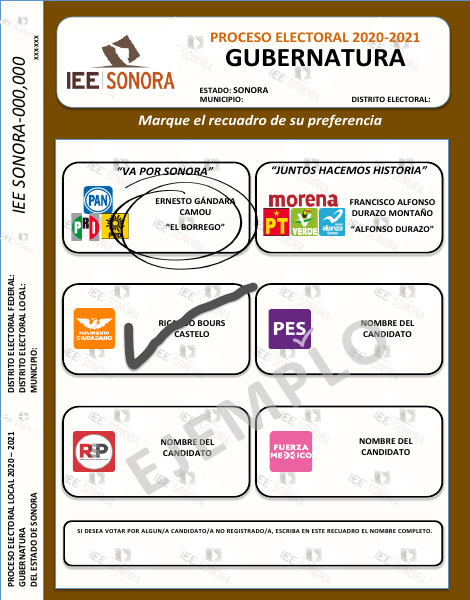 PROCESO ELECTORAL 2020-2021
GUBERNATURA
IEE SONORA
ESTADO: SONORA
MUNICIPIO:
DISTRITO ELECTORAL:
Marque el recuadro de su preferencia
"VA POR SONORA"
PAN
PRI
PRD
ERNESTO GÁNDARA
CAMOU
"EL BORREGO"
"JUNTOS HACEMOS HISTORIA"
morena
PT
VERDE
alianza
FRANCISCO ALFONSO
DURAZO MONTAÑO
"ALFONSO DURAZO"
MOVIMIENTO
CIUDADANO
RICARDO BOURS
CASTELO
PES
NOMBRE DEL
CANDIDATO
RSP
NOMBRE DEL
CANDIDATO
FUERZA
MEXICO
NOMBRE DEL
CANDIDATO
EJEMPLO
SI DESEA VOTAR POR ALGUN/A CANDIDATO/A NO REGISTRADO/A, ESCRIBA EN ESTE RECUADRO EL NOMBRE COMPLETO.
IEE SONORA-000,000
XXX-XXX
DISTRITO ELECTORAL FEDERAL:
DISTRITO ELECTORAL LOCAL:
MUNICIPIO:
PROCESO ELECTORAL LOCAL 2020 – 2021
GUBERNATURA
DEL ESTADO DE SONORA